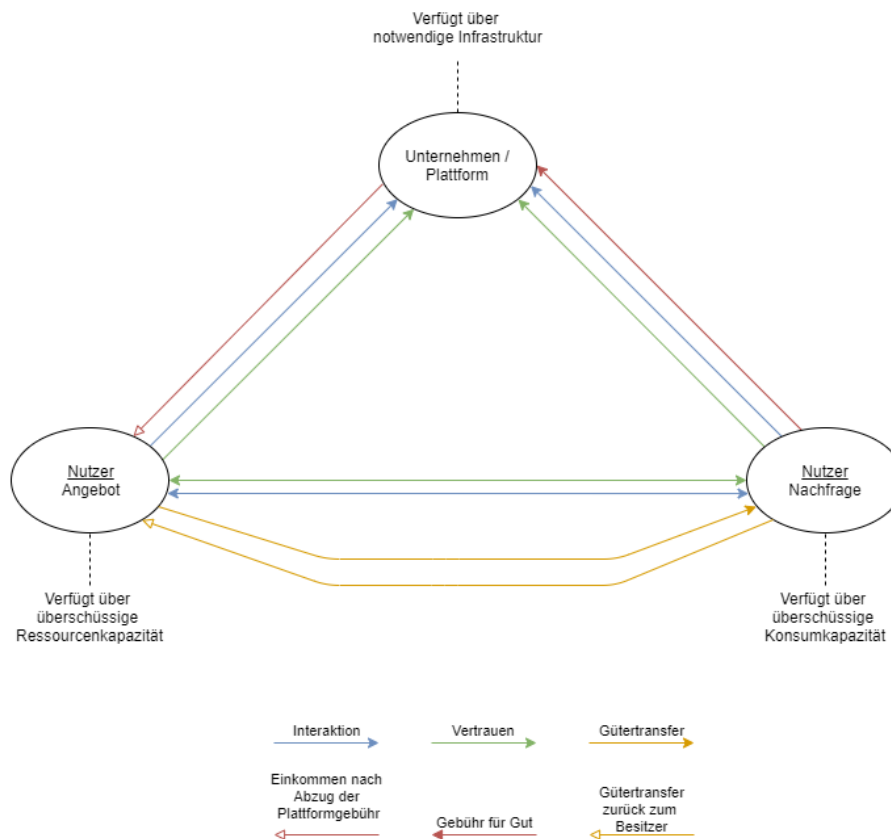 Verfügt über
notwendige Infrastruktur
Unternehmen /
Plattform
Nutzer
Angebot
Nutzer
Nachfrage
Verfügt über
überschüssige
Ressourcenkapazität
Verfügt über
überschüssige
Konsumkapazität
Interaktion
Vertrauen
Gütertransfer
Einkommen nach
Abzug der
Plattformgebühr
Gebühr für Gut
Gütertransfer
zurück zum
Besitzer